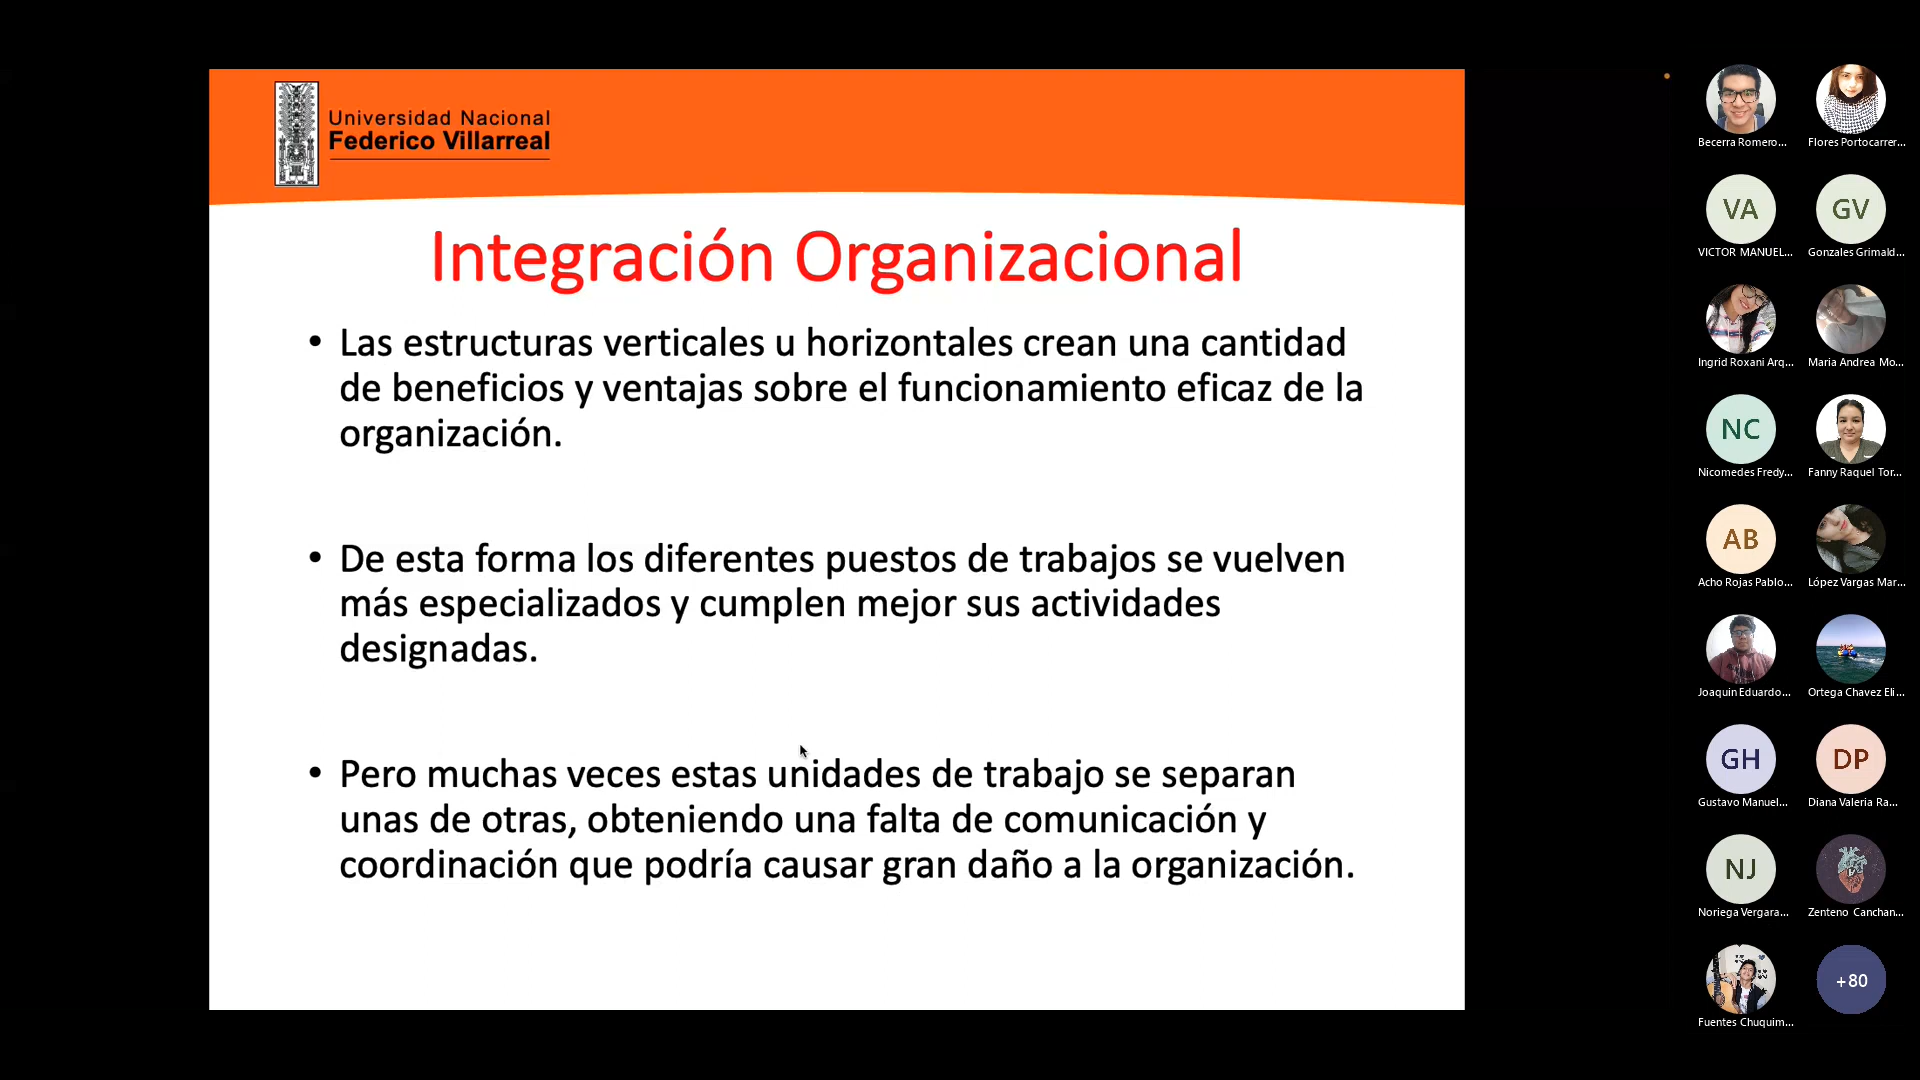 Universidad Nacional
Federico Villarreal
Integración Organizacional
• Las estructuras verticales u horizontales crean una cantidad
de beneficios y ventajas sobre el funcionamiento eficaz de la
organización.
• De esta forma los diferentes puestos de trabajos se vuelven
más especializados y cumplen mejor sus actividades
designadas.
• Pero muchas veces estas unidades de trabajo se separan
unas de otras, obteniendo una falta de comunicación y
coordinación que podría causar gran daño a la organización.
Becerra Romero...
Flores Portocarrer...
VA
GV
VICTOR MANUEL...
Gonzales Grimald...
Ingrid Roxani Arq...
Maria Andrea Mo...
NC
Nicomedes Fredy...
Fanny Raquel Tor...
AB
Acho Rojas Pablo...
López Vargas Mar...
Joaquin Eduardo...
Ortega Chavez Eli...
GH
DP
Gustavo Manuel...
Diana Valeria Ra...
NJ
Noriega Vergara...
Zenteno Canchan...
+80
Fuentes Chuquim...